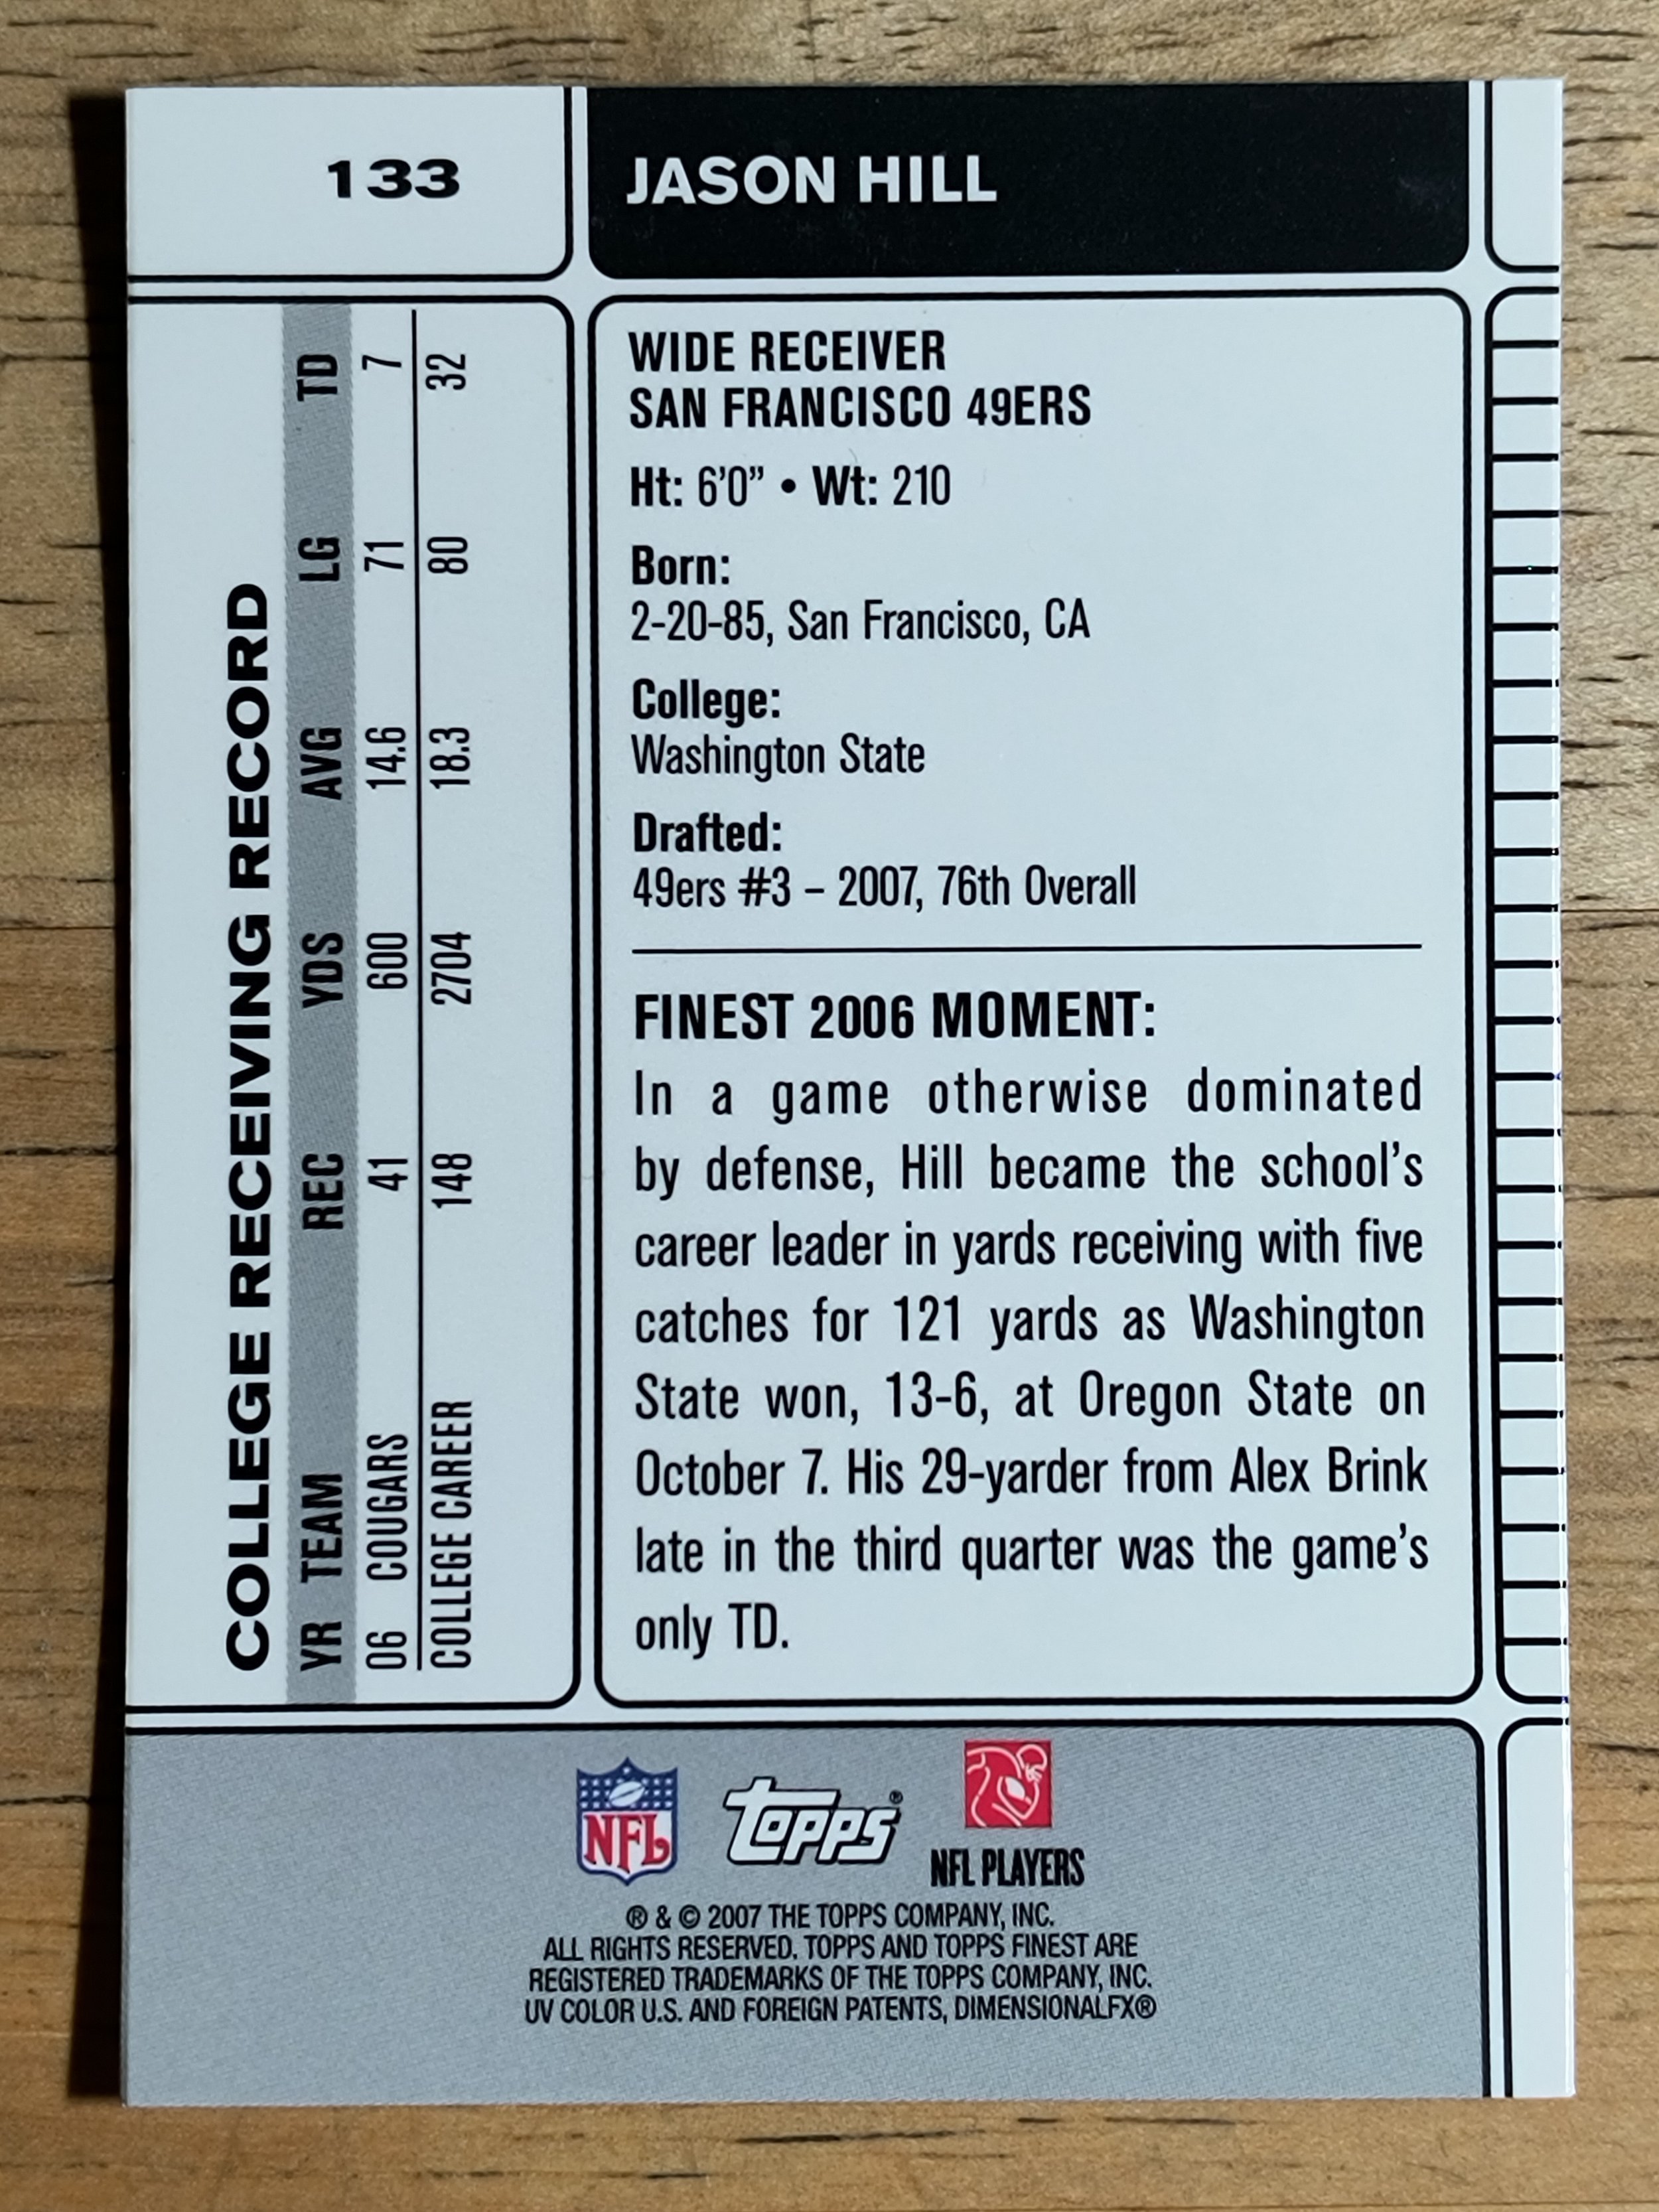 133
JASON HILL
COLLEGE RECEIVING RECORD
YR TEAM REC YDS AVG LG TD
06 COUGARS 41 600 14.6 71 7
COLLEGE CAREER 148 2704 18.3 80 32
WIDE RECEIVER
SAN FRANCISCO 49ERS
Ht: 6'0” • Wt: 210
Born:
2-20-85, San Francisco, CA
College:
Washington State
Drafted:
49ers #3 – 2007, 76th Overall
FINEST 2006 MOMENT:
In a game otherwise dominated
by defense, Hill became the school's
career leader in yards receiving with five
catches for 121 yards as Washington
State won, 13-6, at Oregon State on
October 7. His 29-yarder from Alex Brink
late in the third quarter was the game's
only TD.
NFL
topps®
NFL PLAYERS
® & © 2007 THE TOPPS COMPANY, INC.
ALL RIGHTS RESERVED. TOPPS AND TOPPS FINEST ARE
REGISTERED TRADEMARKS OF THE TOPPS COMPANY, INC.
UV COLOR U.S. AND FOREIGN PATENTS, DIMENSIONALFX®